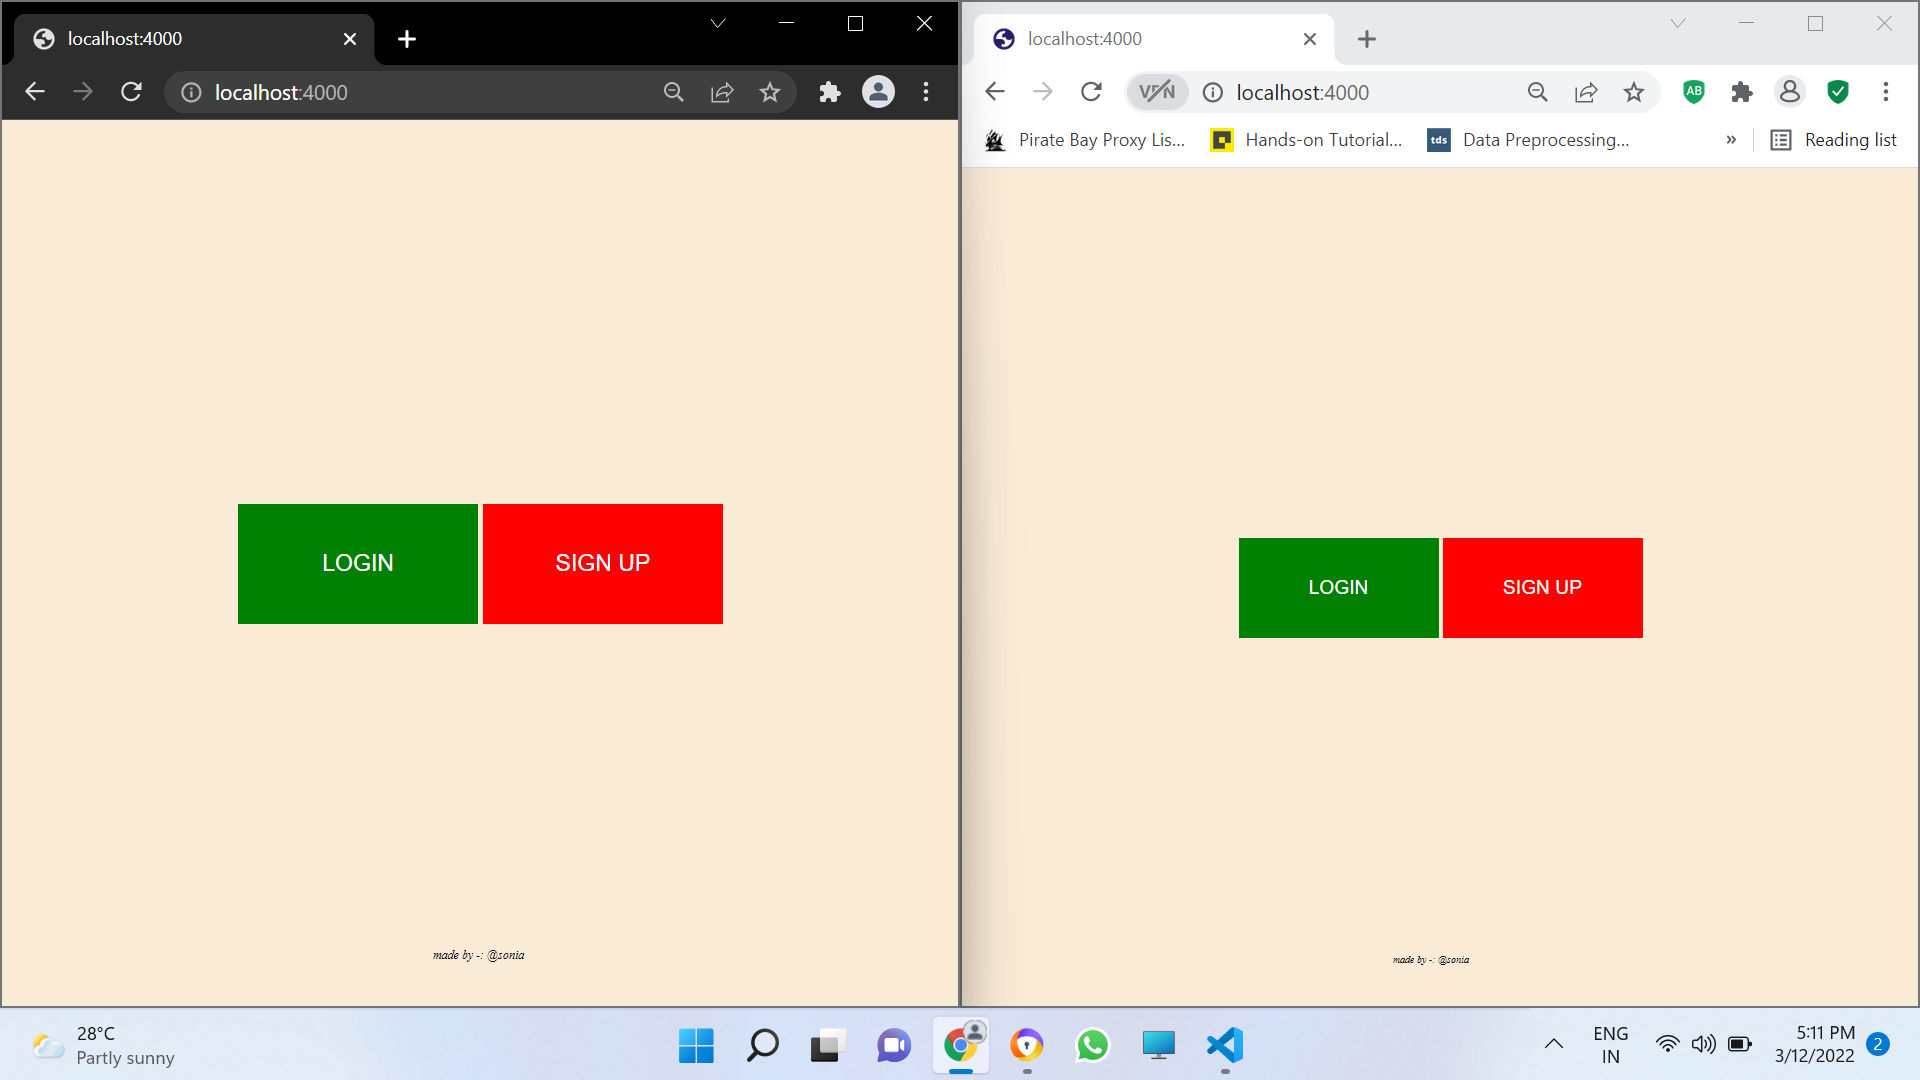 localhost:4000
localhost:4000
LOGIN
SIGN UP
made by -: @sonia
localhost:4000
VPN
localhost:4000
AB
Pirate Bay Proxy Lis...
Hands-on Tutorial...
tds
Data Preprocessing...
»
Reading list
LOGIN
SIGN UP
made by -: @sonia
28°C
Partly sunny
ENG
IN
5:11 PM
3/12/2022
2